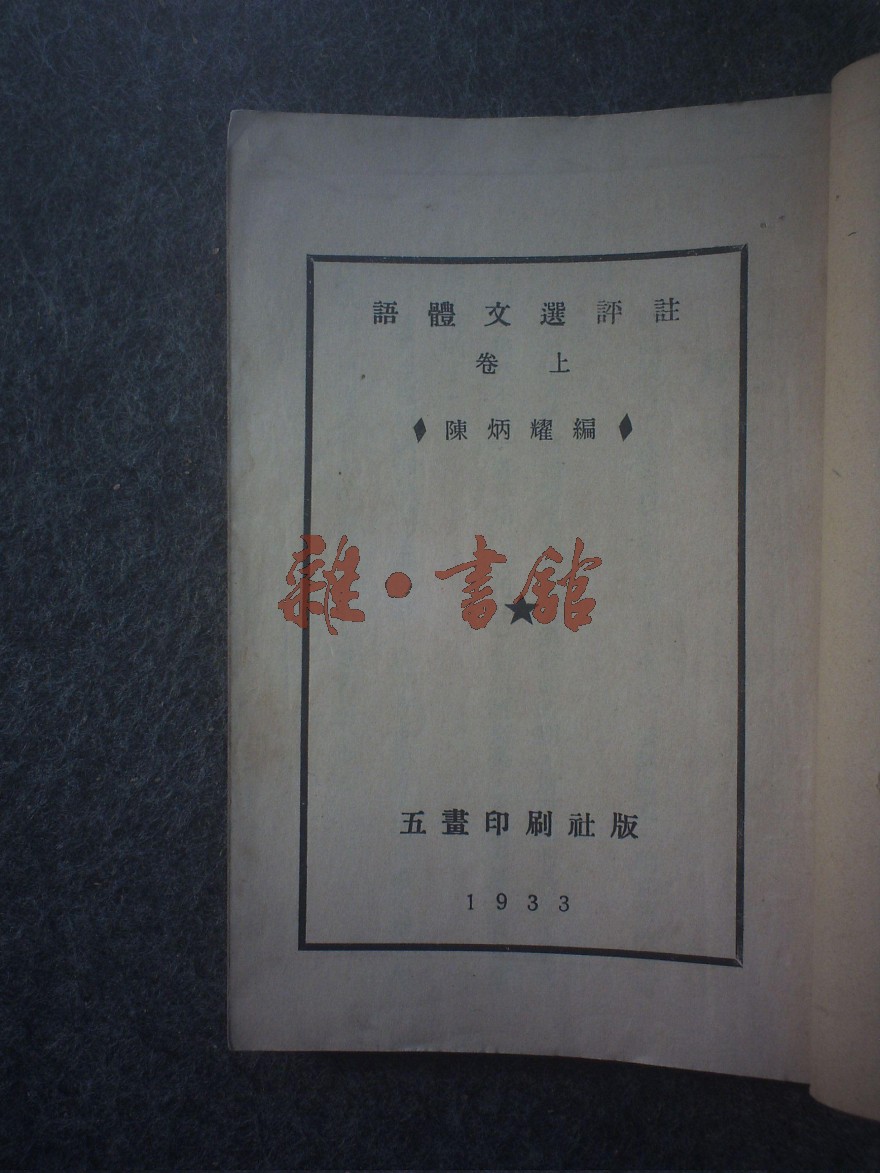 語體文選評註
卷上
陳炳耀編
雜·書館
五畫印刷社版
1933